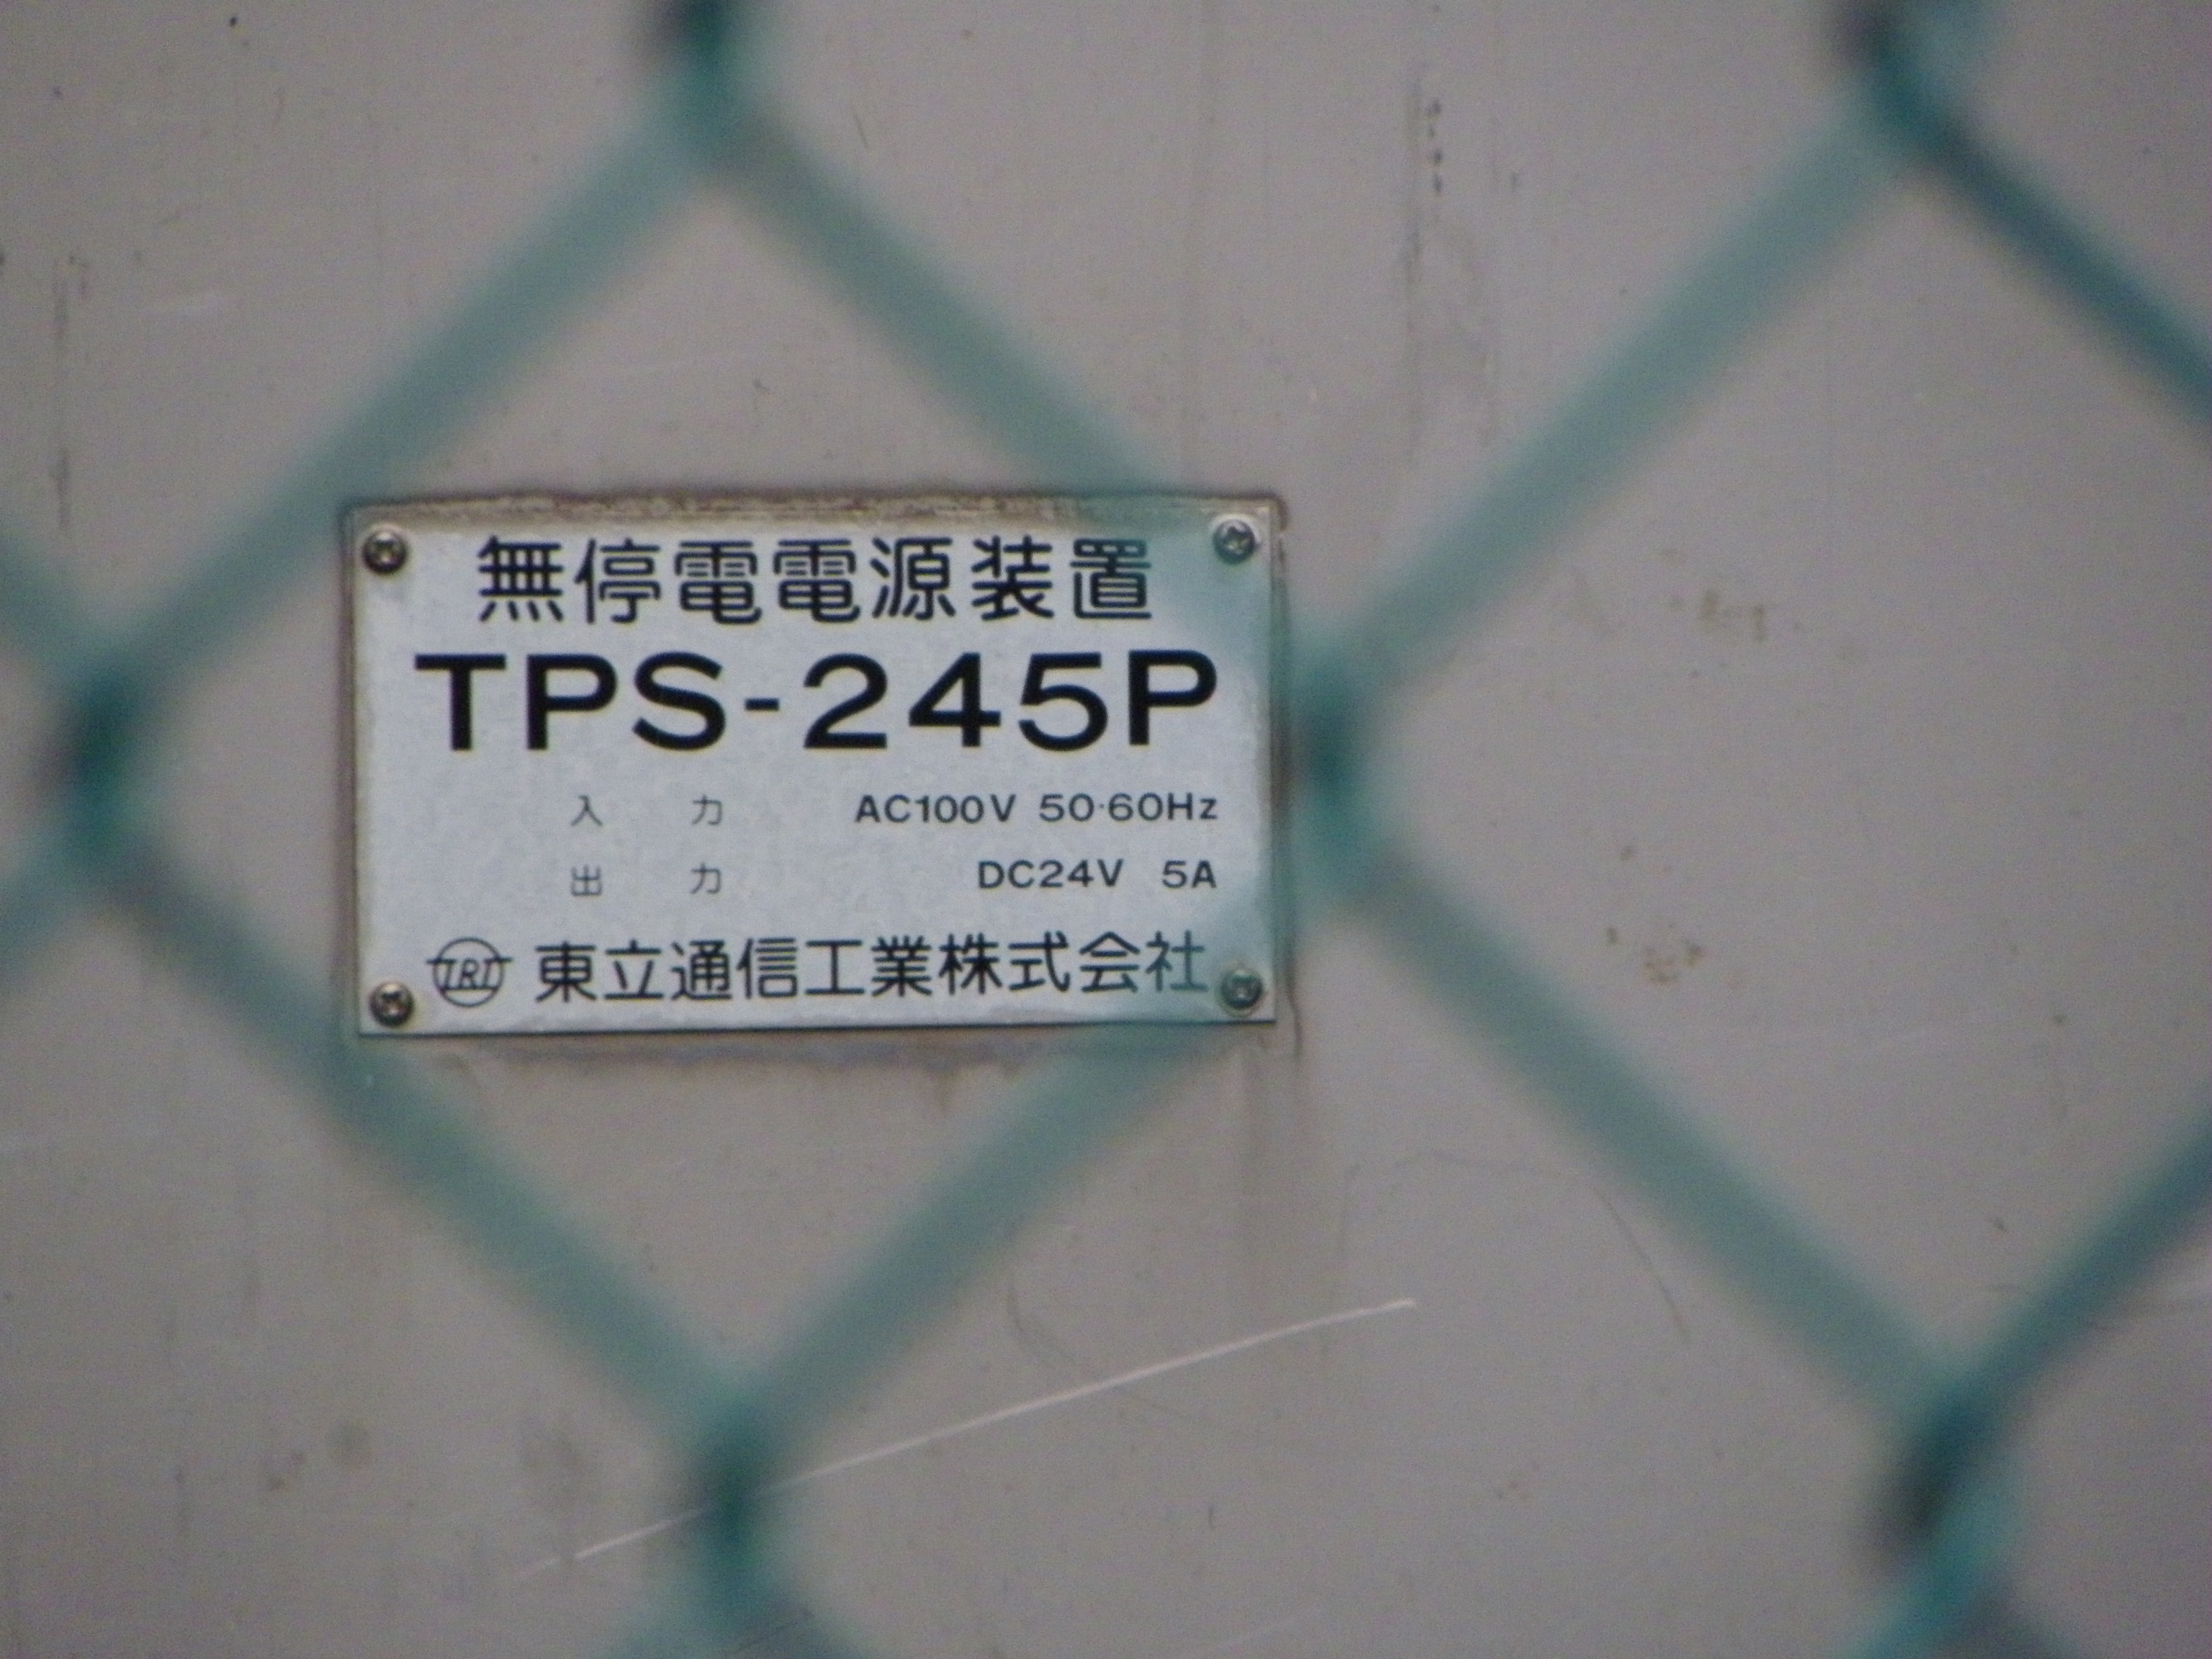 無停電電源装置
TPS-245P
入 力 AC100V 50·60Hz
出 力 DC24V 5A
TRT 東立通信工業株式会社